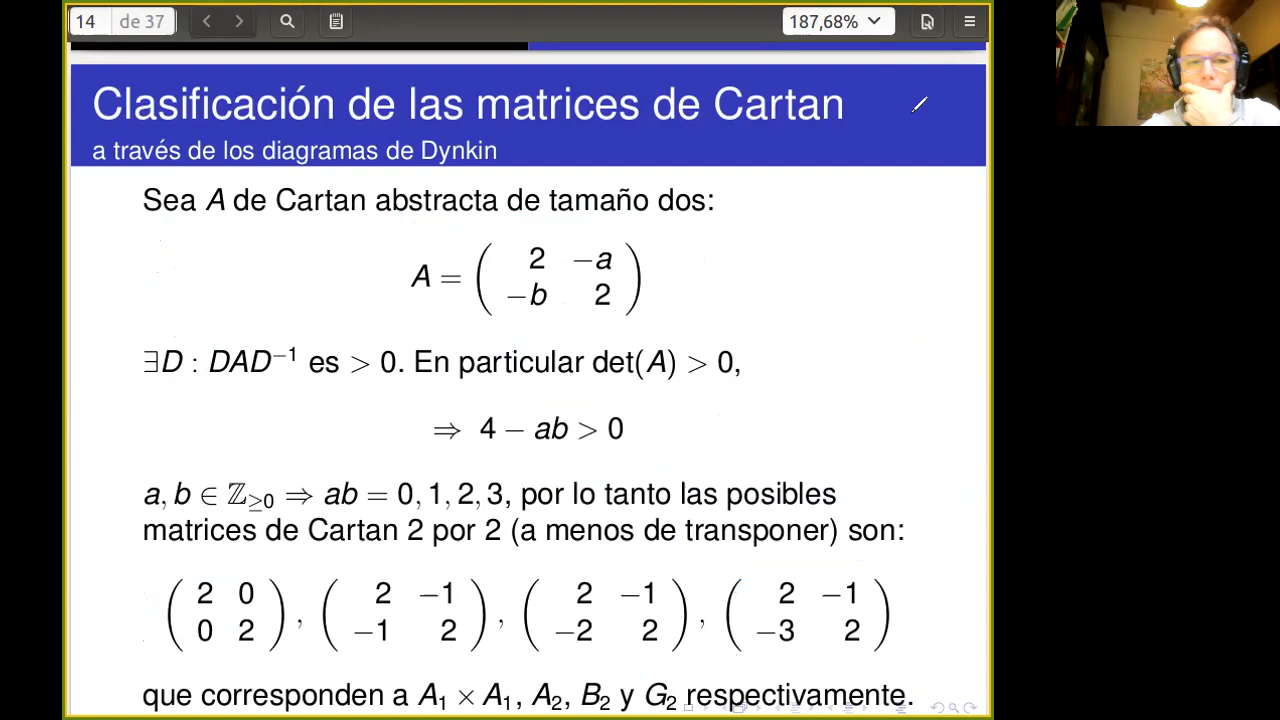 14 de 37 187,68%
Clasificación de las matrices de Cartan
a través de los diagramas de Dynkin
Sea A de Cartan abstracta de tamaño dos:
A = ( 2 −a
−b 2 )
∃D : DAD⁻¹ es > 0. En particular det(A) > 0,
⇒ 4 − ab > 0
a, b ∈ ℤ≥0 ⇒ ab = 0, 1, 2, 3, por lo tanto las posibles
matrices de Cartan 2 por 2 (a menos de transponer) son:
( 2 0 ), ( 2 −1 ), ( 2 −1 ), ( 2 −1 )
( 0 2 ) ( −1 2 ) ( −2 2 ) ( −3 2 )
que corresponden a A₁ × A₁, A₂, B₂ y G₂ respectivamente.